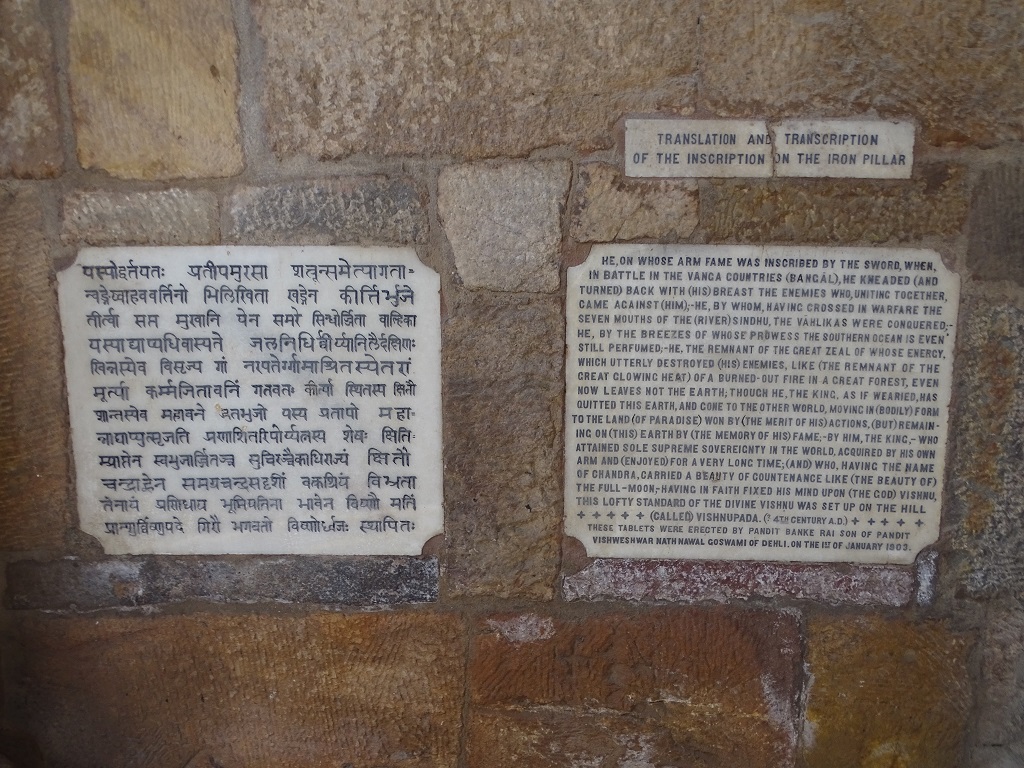 TRANSLATION AND TRANSCRIPTION
OF THE INSCRIPTION ON THE IRON PILLAR
यस्योद्वर्तयतः प्रतीपमुरसा शत्रून्समेत्यागता=
न्वङ्गेष्वाहववर्त्तिनो भिलिखिता खड्गेन कीर्त्तिर्भुजे
तीर्त्वा सप्त मुखानि येन समरे सिन्धोर्ज्जिता वाल्हिका
यस्याद्याप्यधिवास्यते जलनिधिर्वीर्य्यानिलैर्दक्षिणः
खिन्नस्येव विसृज्य गां नरपतेर्ग्गामाश्रितस्येतरां
मूर्त्या कर्म्मजितावनिं गतवतः कीर्त्या स्थितस्य क्षितौ
शान्तस्येव महावने हुतभुजो यस्य प्रतापो महा=
न्नाद्याप्युत्सृजति प्रणाशितरिपोर्य्यत्नस्य शेषः क्षिति=
म्प्राप्तेन स्वभुजार्ज्जितञ्च सुचिरञ्चैकाधिराज्यं क्षितौ
चन्द्राह्वेन समग्रचन्द्रसदृशीं वक्त्रश्रियं बिभ्रता
तेनायं प्रणिधाय भूमिपतिना भावेन विष्णौ मतिं
प्रान्शुर्विष्णुपदे गिरौ भगवतो विष्णोर्ध्वजः स्थापितः
HE, ON WHOSE ARM FAME WAS INSCRIBED BY THE SWORD, WHEN,
IN BATTLE IN THE VANGA COUNTRIES (BANGAL), HE KNEADED (AND
TURNED) BACK WITH (HIS) BREAST THE ENEMIES WHO, UNITING TOGETHER,
CAME AGAINST (HIM);-HE, BY WHOM, HAVING CROSSED IN WARFARE THE
SEVEN MOUTHS OF THE (RIVER) SINDHU, THE VAHLIKAS WERE CONQUERED;-
HE, BY THE BREEZES OF WHOSE PROWESS THE SOUTHERN OCEAN IS EVEN
STILL PERFUMED;-HE, THE REMNANT OF THE GREAT ZEAL OF WHOSE ENERGY,
WHICH UTTERLY DESTROYED (HIS) ENEMIES, LIKE (THE REMNANT OF THE
GREAT GLOWING HEAT) OF A BURNED-OUT FIRE IN A GREAT FOREST, EVEN
NOW LEAVES NOT THE EARTH; THOUGH HE, THE KING, AS IF WEARIED, HAS
QUITTED THIS EARTH, AND GONE TO THE OTHER WORLD, MOVING IN (BODILY) FORM
TO THE LAND (OF PARADISE) WON BY (THE MERIT OF HIS) ACTIONS, (BUT) REMAIN-
ING ON (THIS) EARTH BY (THE MEMORY OF HIS) FAME;-BY HIM, THE KING,- WHO
ATTAINED SOLE SUPREME SOVEREIGNTY IN THE WORLD, ACQUIRED BY HIS OWN
ARM AND (ENJOYED) FOR A VERY LONG TIME; (AND) WHO, HAVING THE NAME
OF CHANDRA, CARRIED A BEAUTY OF COUNTENANCE LIKE (THE BEAUTY OF)
THE FULL-MOON;-HAVING IN FAITH FIXED HIS MIND UPON (THE GOD) VISHNU,
THIS LOFTY STANDARD OF THE DIVINE VISHNU WAS SET UP ON THE HILL
+ + + + + (CALLED) VISHNUPADA. (? 4TH CENTURY A.D.) + + + + +
THESE TABLETS WERE ERECTED BY PANDIT BANKE RAI SON OF PANDIT
VISHWESHWAR NATH NAWAL GOSWAMI OF DEHLI. ON THE 1ST OF JANUARY 1903.